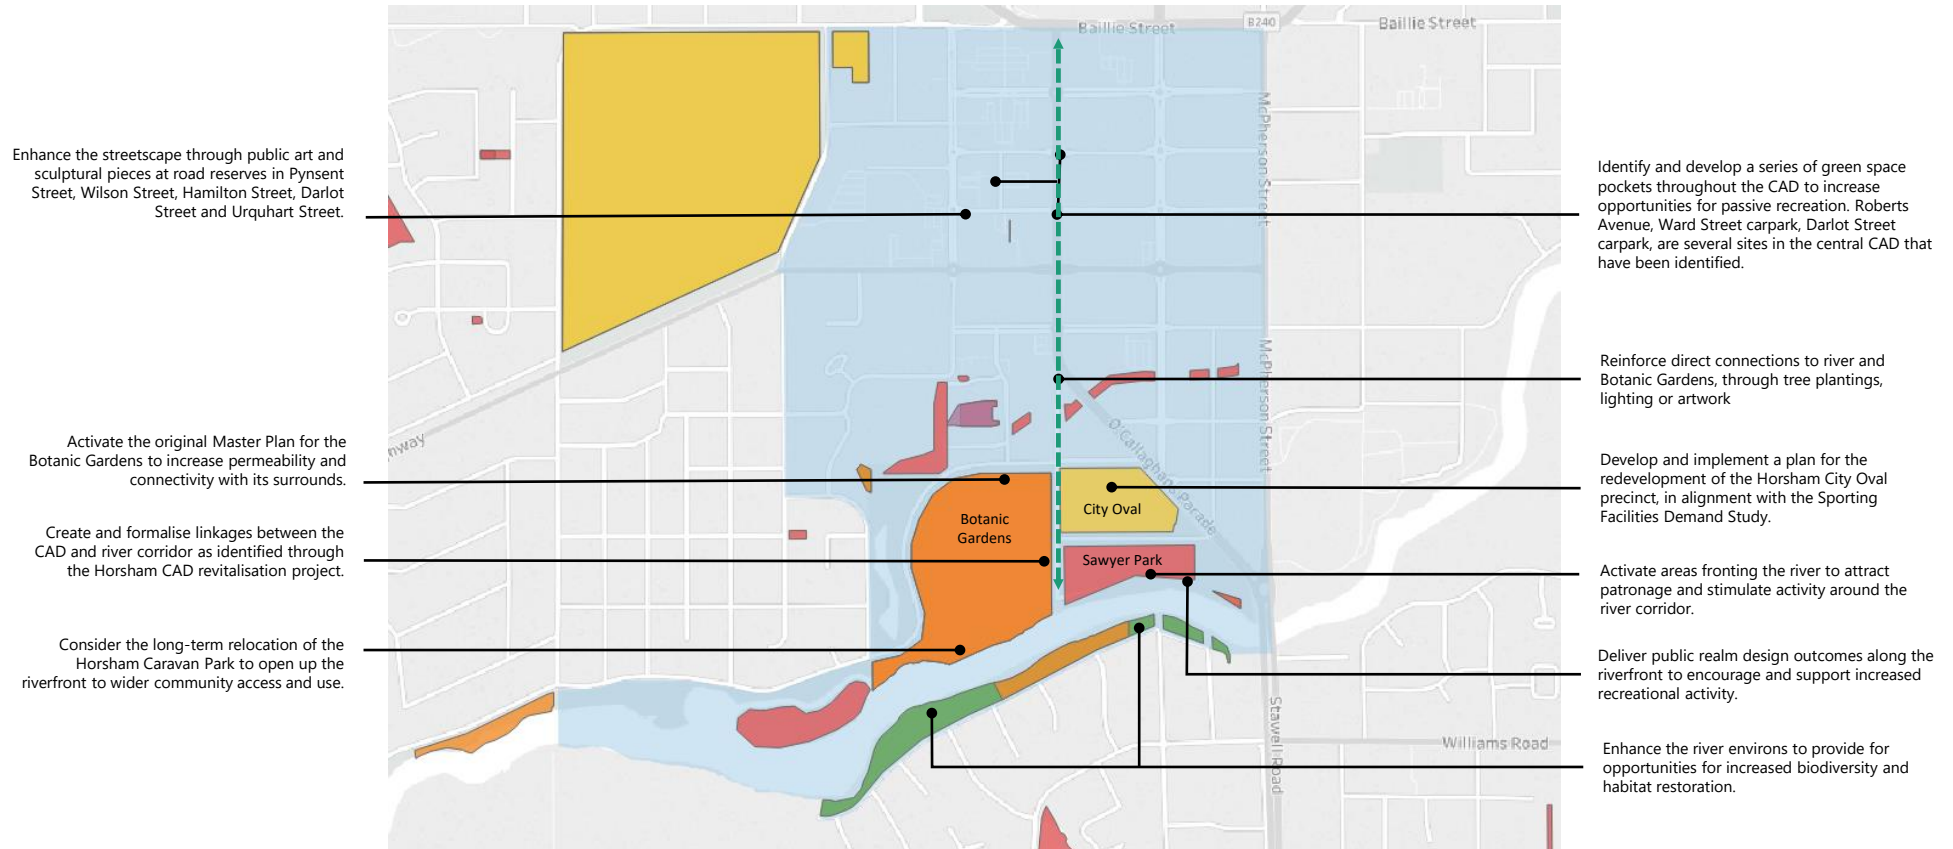 Baillie Street
B240
Baillie Street
Enhance the streetscape through public art and
sculptural pieces at road reserves in Pynsent
Street, Wilson Street, Hamilton Street, Darlot
Street and Urquhart Street.
McPherson Street
Identify and develop a series of green space
pockets throughout the CAD to increase
opportunities for passive recreation. Roberts
Avenue, Ward Street carpark, Darlot Street
carpark, are several sites in the central CAD that
have been identified.
McPherson Street
Reinforce direct connections to river and
Botanic Gardens, through tree plantings,
lighting or artwork
Activate the original Master Plan for the
Botanic Gardens to increase permeability and
connectivity with its surrounds.
nway
O'Callaghans Parade
Develop and implement a plan for the
redevelopment of the Horsham City Oval
precinct, in alignment with the Sporting
Facilities Demand Study.
City Oval
Botanic
Gardens
Create and formalise linkages between the
CAD and river corridor as identified through
the Horsham CAD revitalisation project.
Sawyer Park
Activate areas fronting the river to attract
patronage and stimulate activity around the
river corridor.
Consider the long-term relocation of the
Horsham Caravan Park to open up the
riverfront to wider community access and use.
Deliver public realm design outcomes along the
riverfront to encourage and support increased
recreational activity.
Stawell Road
Williams Road
Enhance the river environs to provide for
opportunities for increased biodiversity and
habitat restoration.